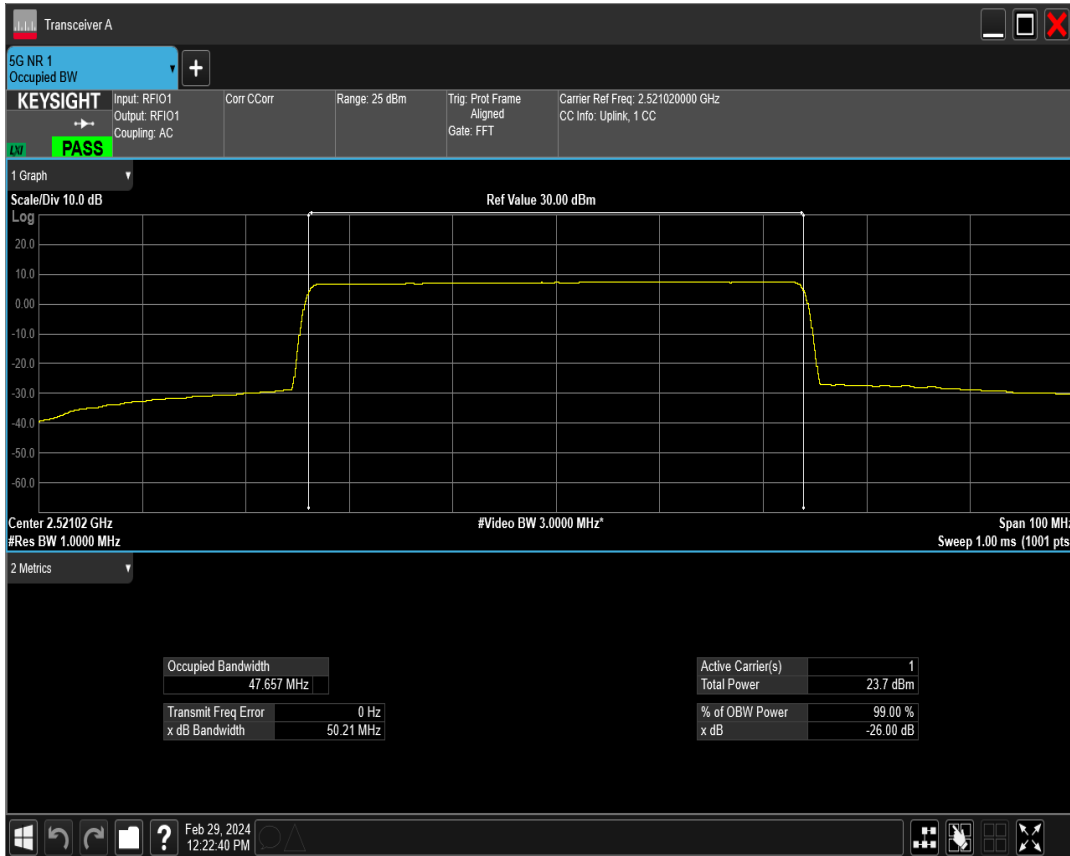 Transceiver A
5G NR 1
Occupied BW
+
KEYSIGHT
LXI
PASS
Input: RFIO1
Output: RFIO1
Coupling: AC
Corr CCorr
Range: 25 dBm
Trig: Prot Frame
Aligned
Gate: FFT
Carrier Ref Freq: 2.521020000 GHz
CC Info: Uplink, 1 CC
1 Graph
Scale/Div 10.0 dB
Ref Value 30.00 dBm
Log
20.0
10.0
0.00
-10.0
-20.0
-30.0
-40.0
-50.0
-60.0
Center 2.52102 GHz
#Video BW 3.0000 MHz*
Span 100 MHz
#Res BW 1.0000 MHz
Sweep 1.00 ms (1001 pts
2 Metrics
Occupied Bandwidth
47.657 MHz
Transmit Freq Error 0 Hz
x dB Bandwidth 50.21 MHz
Active Carrier(s) 1
Total Power 23.7 dBm
% of OBW Power 99.00 %
x dB -26.00 dB
?
Feb 29, 2024
12:22:40 PM